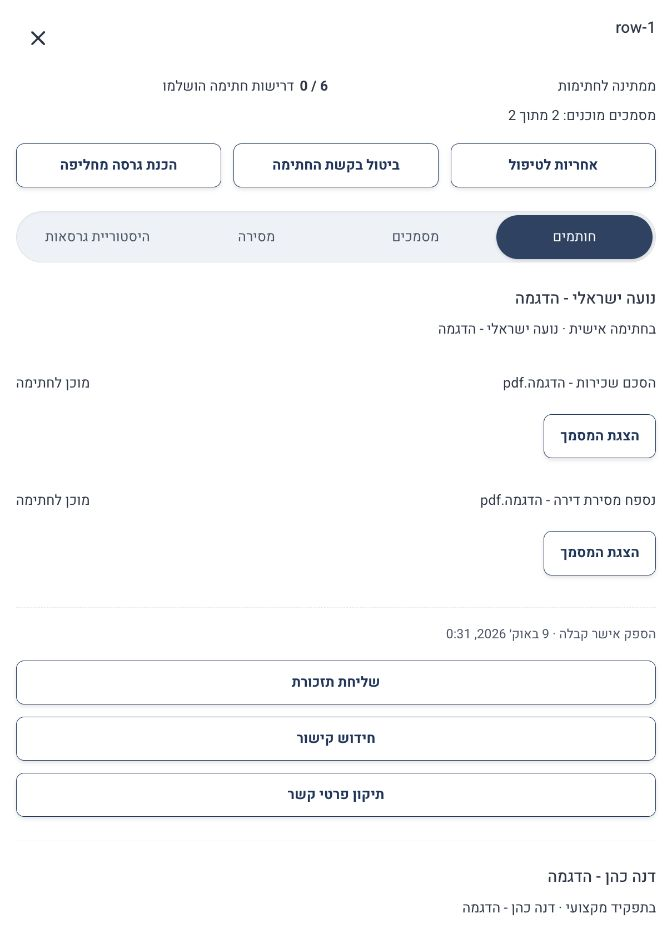 row-1
ממתינה לחתימות
0 / 6 דרישות חתימה הושלמו
מסמכים מוכנים: 2 מתוך 2
אחריות לטיפול
ביטול בקשת החתימה
הכנת גרסה מחליפה
חותמים
מסמכים
מסירה
היסטוריית גרסאות
נועה ישראלי - הדגמה
בחתימה אישית · נועה ישראלי - הדגמה
הסכם שכירות - הדגמה.pdf
מוכן לחתימה
הצגת המסמך
נספח מסירת דירה - הדגמה.pdf
מוכן לחתימה
הצגת המסמך
הספק אישר קבלה · 9 באוק׳ 2026, 0:31
שליחת תזכורת
חידוש קישור
תיקון פרטי קשר
דנה כהן - הדגמה
בתפקיד מקצועי · דנה כהן - הדגמה